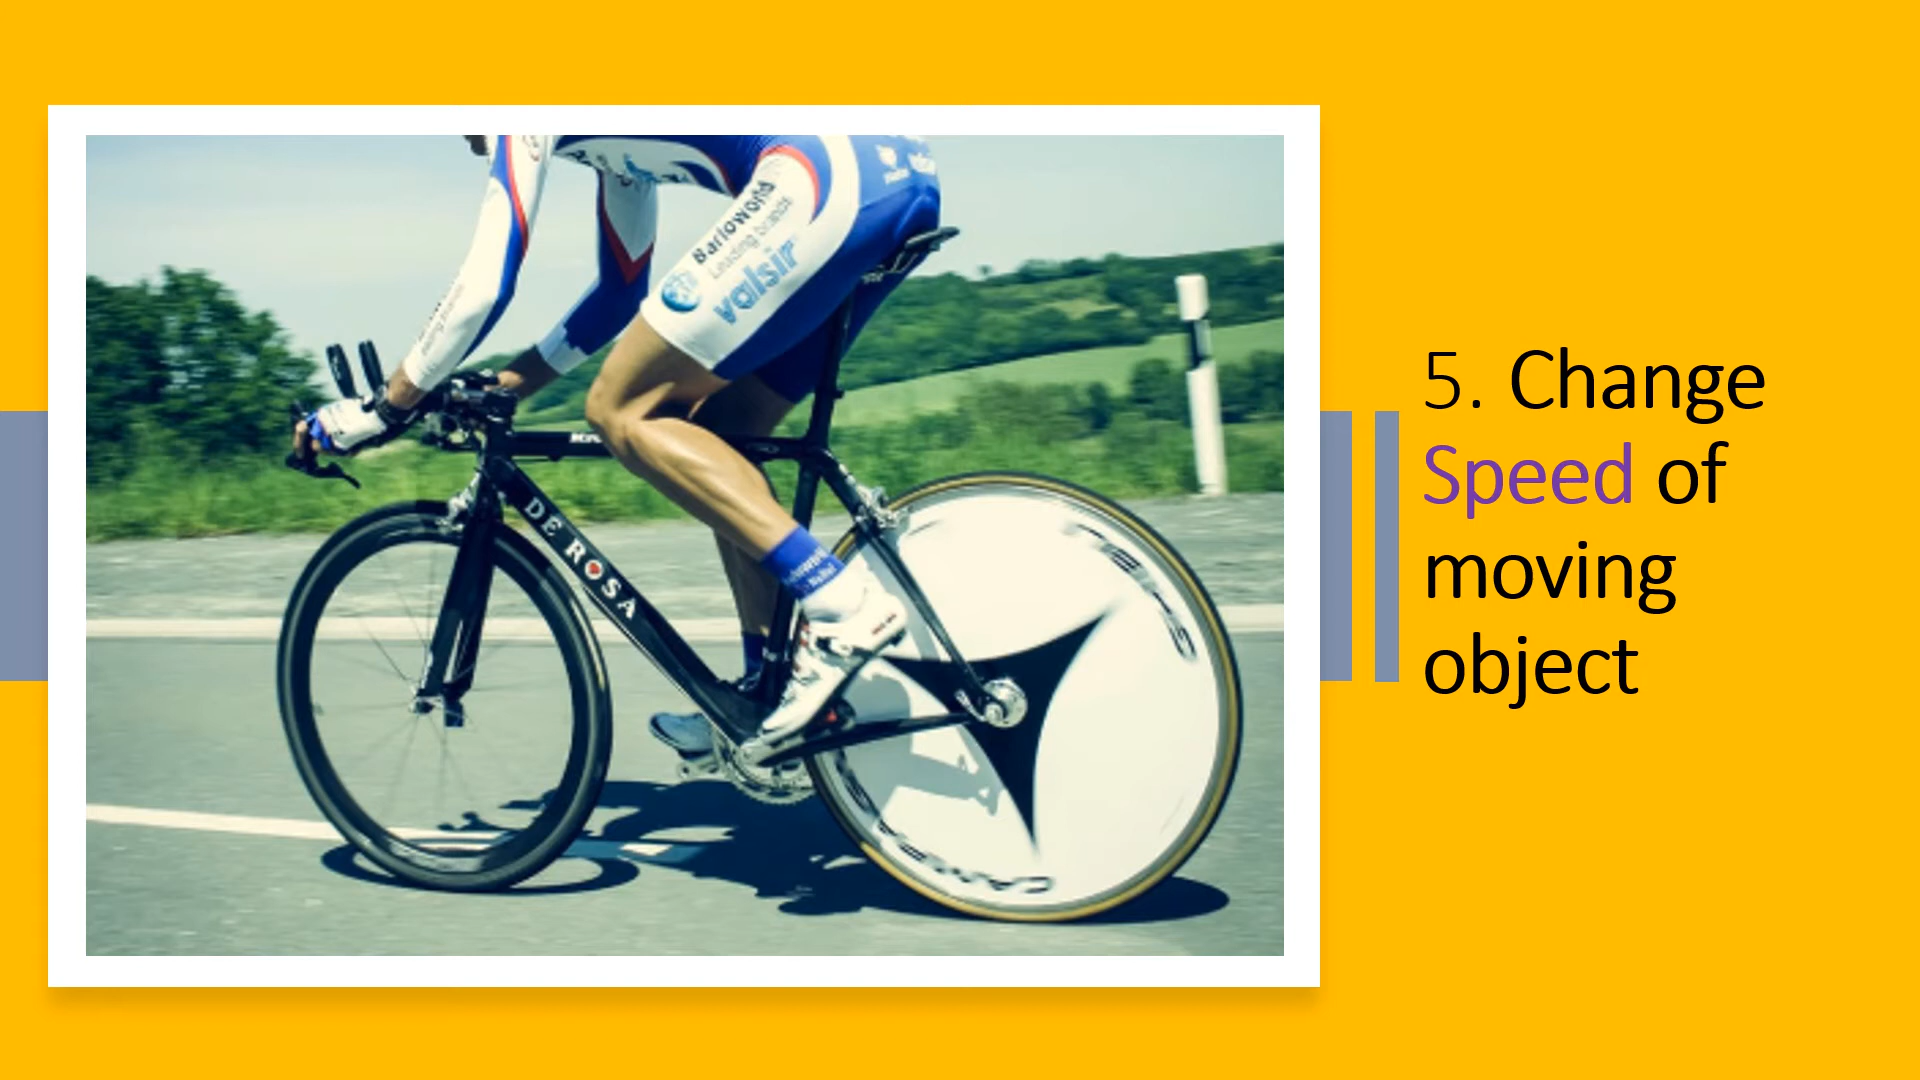 Barloworld
Leading brands
valsir
DE ROSA
5. Change
Speed of
moving
object